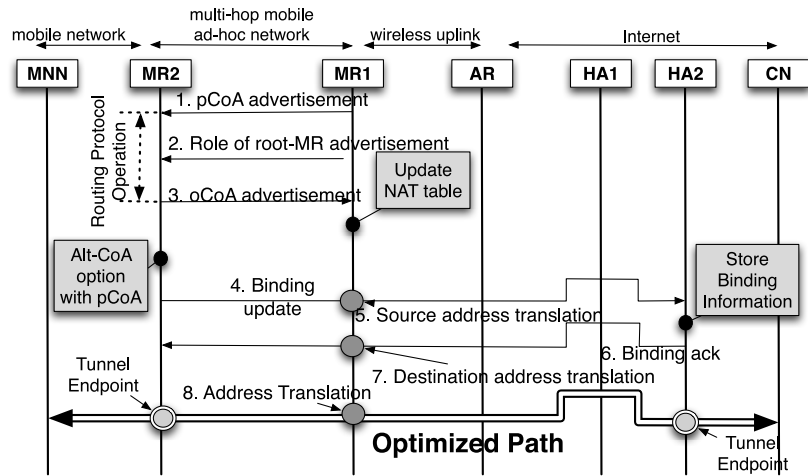 multi-hop mobile
ad-hoc network
mobile network
wireless uplink
Internet
MNN
MR2
MR1
AR
HA1
HA2
CN
1. pCoA advertisement
2. Role of root-MR advertisement
3. oCoA advertisement
Routing Protocol
Operation
Update
NAT table
Alt-CoA
option
with pCoA
Store
Binding
Information
4. Binding
update
5. Source address translation
6. Binding ack
7. Destination address translation
Tunnel
Endpoint
8. Address Translation
Optimized Path
Tunnel
Endpoint